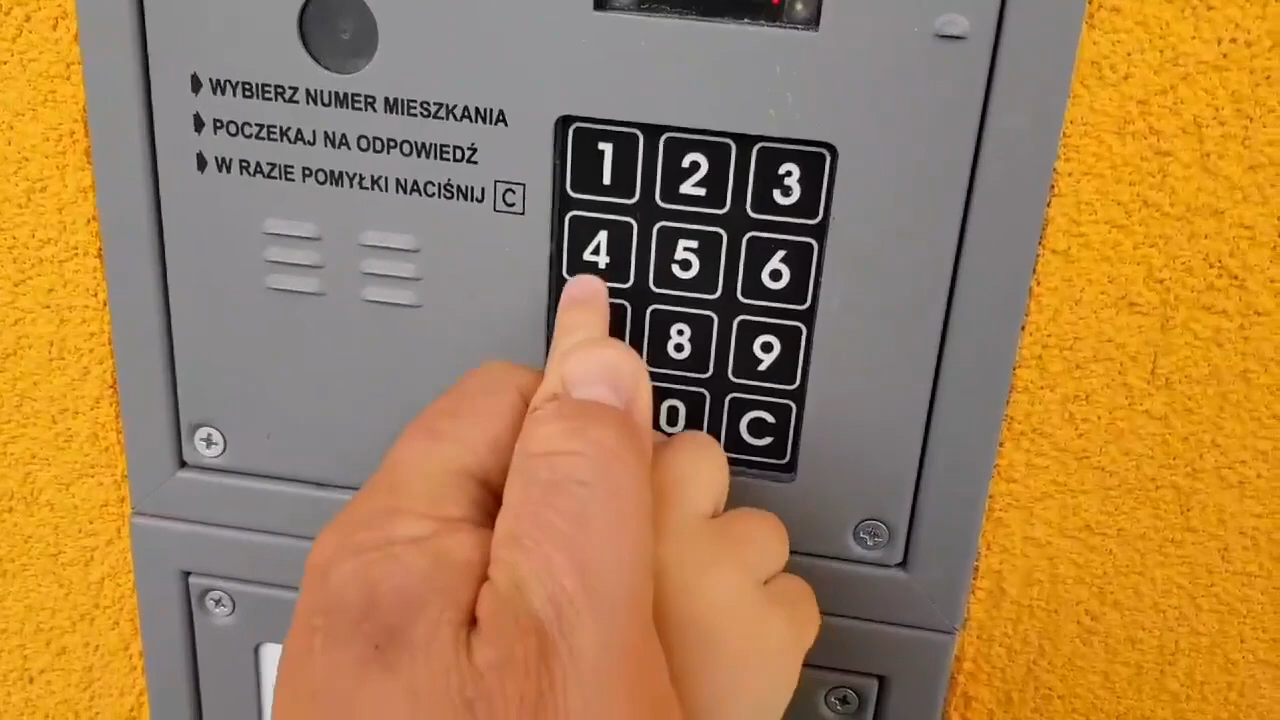 WYBIERZ NUMER MIESZKANIA
POCZEKAJ NA ODPOWIEDŹ
W RAZIE POMYŁKI NACIŚNIJ C
1 2 3
4 5 6
8 9
0 C